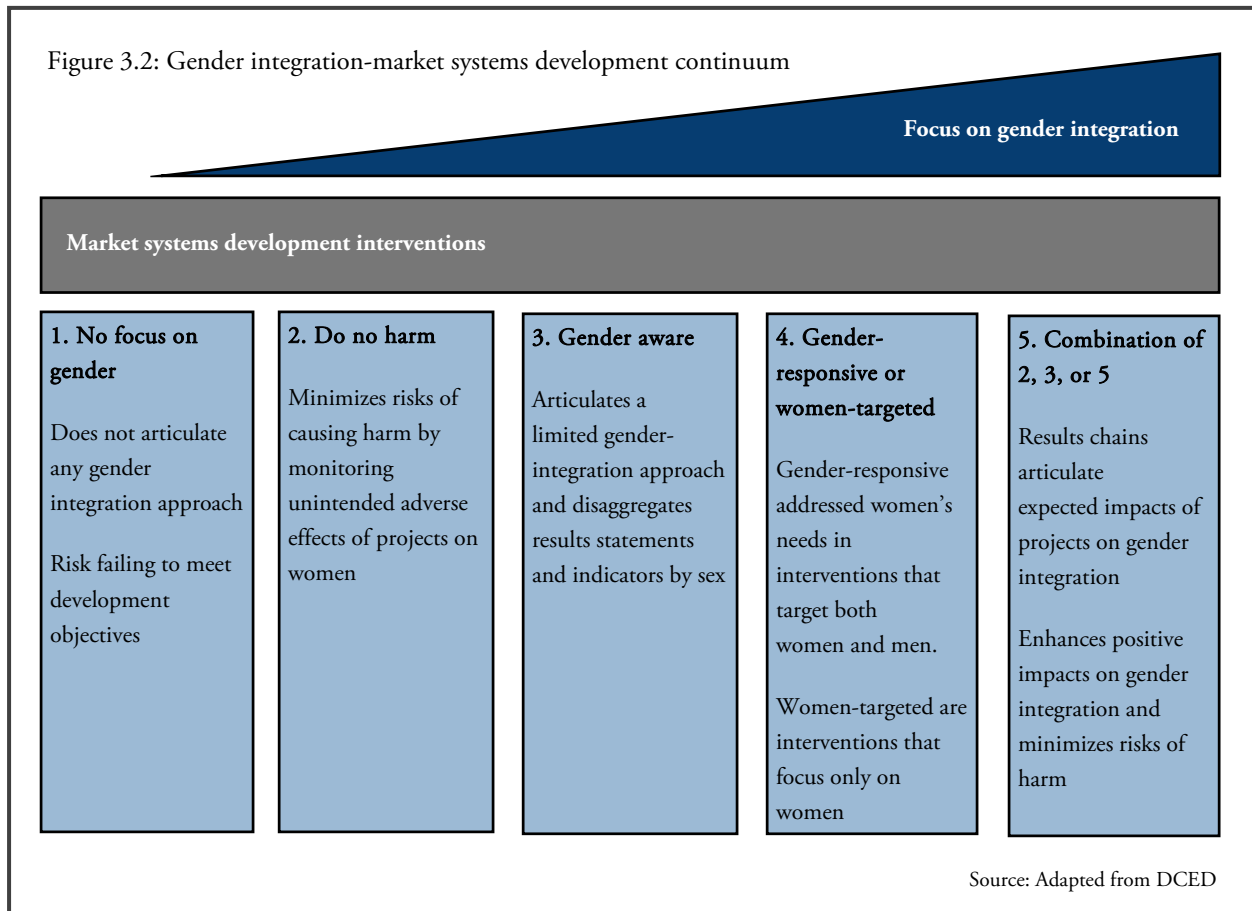 Figure 3.2: Gender integration-market systems development continuum
Focus on gender integration
Market systems development interventions
1. No focus on
gender
Does not articulate
any gender
integration approach
Risk failing to meet
development
objectives
2. Do no harm
Minimizes risks of
causing harm by
monitoring
unintended adverse
effects of projects on
women
3. Gender aware
Articulates a
limited gender-
integration approach
and disaggregates
results statements
and indicators by sex
4. Gender-
responsive or
women-targeted
Gender-responsive
addressed women’s
needs in
interventions that
target both
women and men.
Women-targeted are
interventions that
focus only on
women
5. Combination of
2, 3, or 5
Results chains
articulate
expected impacts of
projects on gender
integration
Enhances positive
impacts on gender
integration and
minimizes risks of
harm
Source: Adapted from DCED